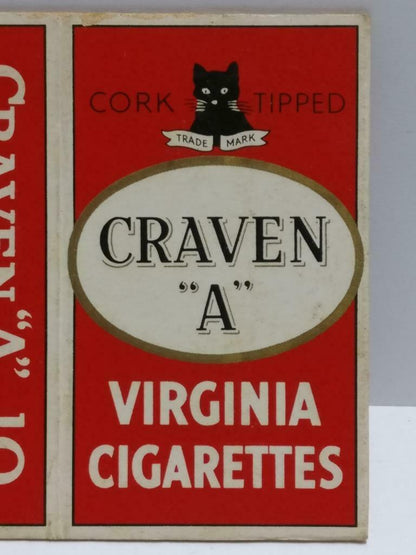 CORK TIPPED
TRADE MARK
CRAVEN
"A"
VIRGINIA
CIGARETTES
CRAVEN "A" 10